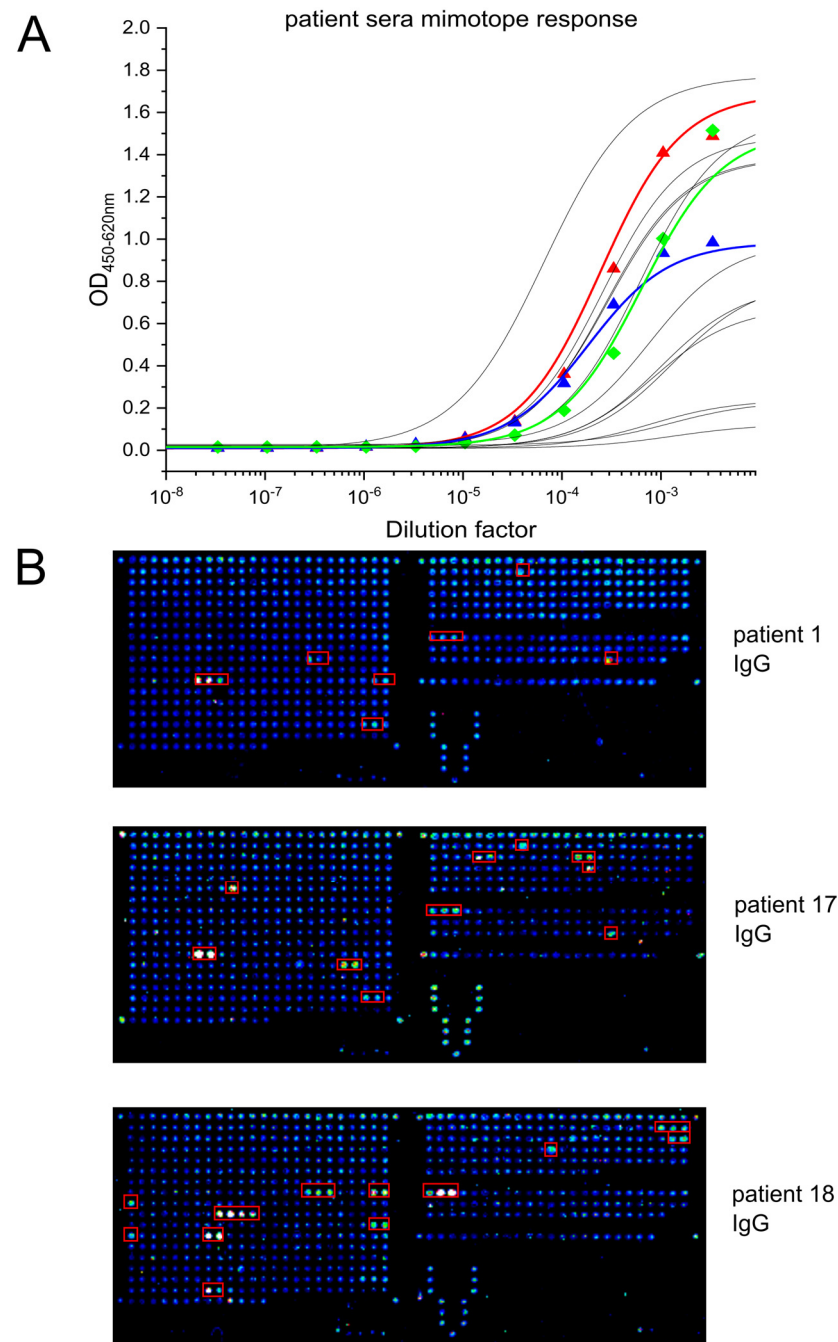 A
patient sera mimotope response
2.0
1.8
1.6
1.4
1.2
1.0
0.8
0.6
0.4
0.2
0.0
OD450-620nm
10-8
10-7
10-6
10-5
10-4
10-3
Dilution factor
B
patient 1
IgG
patient 17
IgG
patient 18
IgG